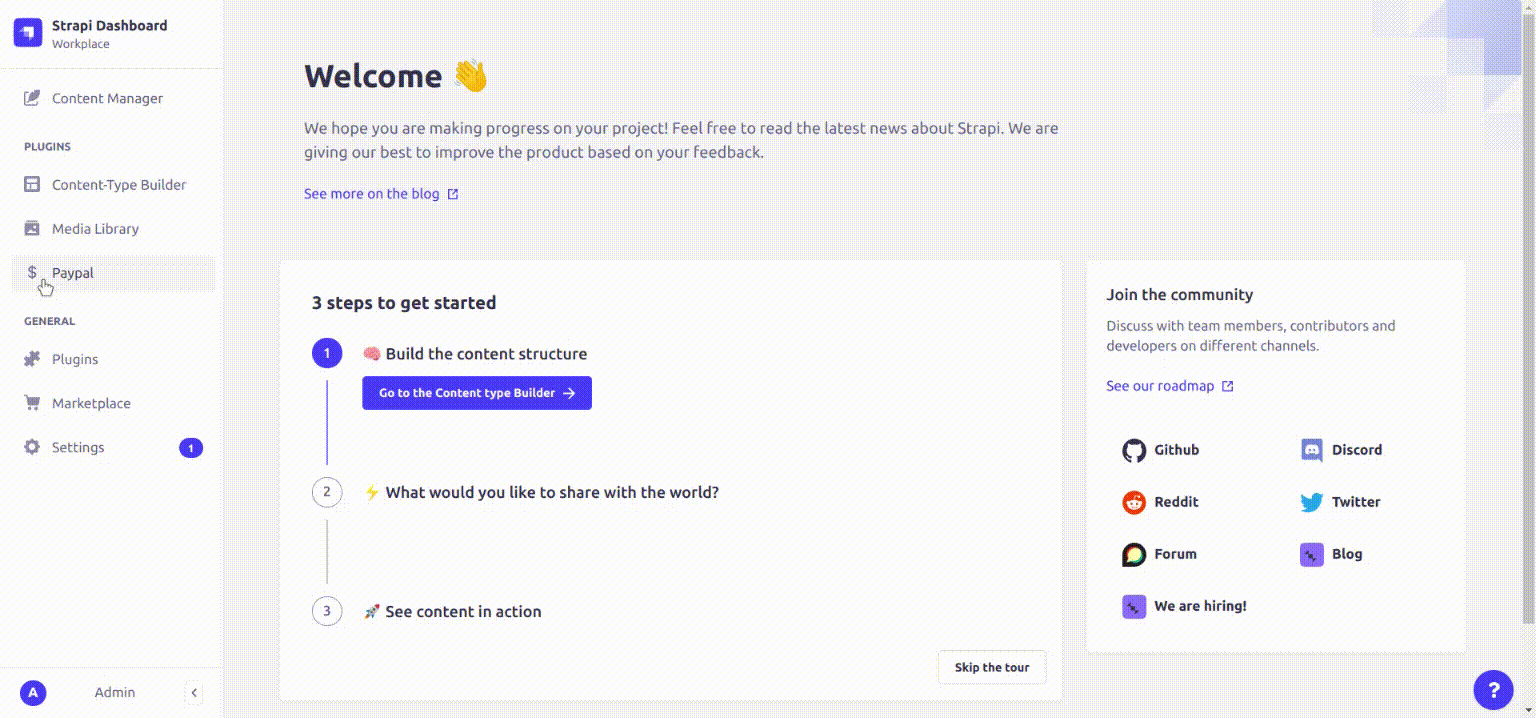 Strapi Dashboard
Workplace
Content Manager
PLUGINS
Content-Type Builder
Media Library
$ Paypal
GENERAL
Plugins
Marketplace
Settings 1
A Admin
Welcome 👋
We hope you are making progress on your project! Feel free to read the latest news about Strapi. We are
giving our best to improve the product based on your feedback.
See more on the blog
3 steps to get started
1 🧠 Build the content structure
Go to the Content type Builder →
2 ⚡ What would you like to share with the world?
3 🚀 See content in action
Skip the tour
Join the community
Discuss with team members, contributors and
developers on different channels.
See our roadmap
Github Discord
Reddit Twitter
Forum Blog
We are hiring!
?